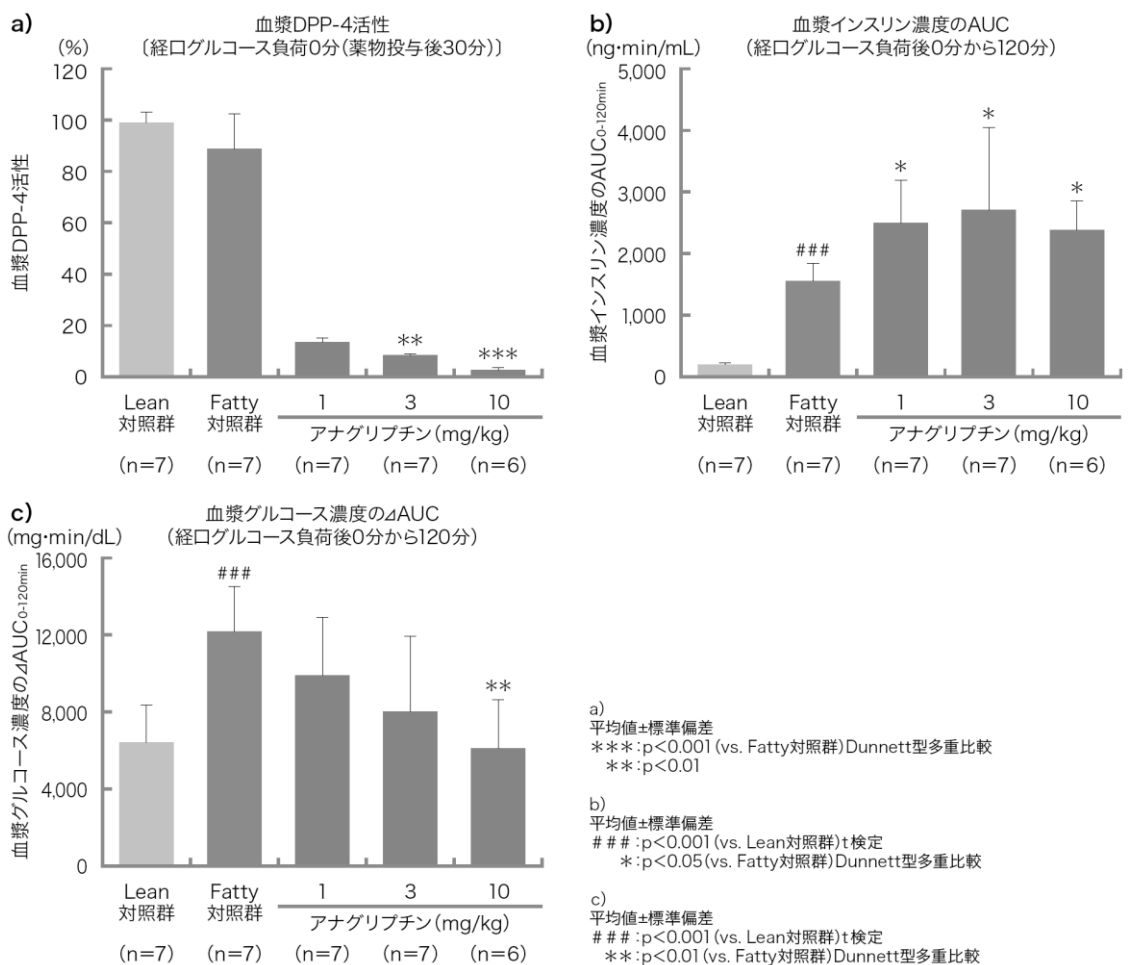 a)
血漿DPP-4活性
(%)
〔経口グルコース負荷0分(薬物投与後30分)〕
120
100
80
60
40
20
0
血漿DPP-4活性
**
***
Lean
対照群
Fatty
対照群
1
3
10
アナグリプチン(mg/kg)
(n=7)
(n=7)
(n=7)
(n=7)
(n=6)
b)
血漿インスリン濃度のAUC
(ng・min/mL)
(経口グルコース負荷後0分から120分)
5,000
4,000
3,000
2,000
1,000
0
血漿インスリン濃度のAUC0-120min
###
*
*
*
Lean
対照群
Fatty
対照群
1
3
10
アナグリプチン(mg/kg)
(n=7)
(n=7)
(n=7)
(n=7)
(n=6)
c)
血漿グルコース濃度の⊿AUC
(mg・min/dL)
(経口グルコース負荷後0分から120分)
16,000
12,000
8,000
4,000
0
血漿グルコース濃度の⊿AUC0-120min
###
**
Lean
対照群
Fatty
対照群
1
3
10
アナグリプチン(mg/kg)
(n=7)
(n=7)
(n=7)
(n=7)
(n=6)
a)
平均値±標準偏差
***:p<0.001(vs. Fatty対照群)Dunnett型多重比較
**:p<0.01
b)
平均値±標準偏差
###:p<0.001(vs. Lean対照群)t検定
*:p<0.05(vs. Fatty対照群)Dunnett型多重比較
c)
平均値±標準偏差
###:p<0.001(vs. Lean対照群)t検定
**:p<0.01(vs. Fatty対照群)Dunnett型多重比較